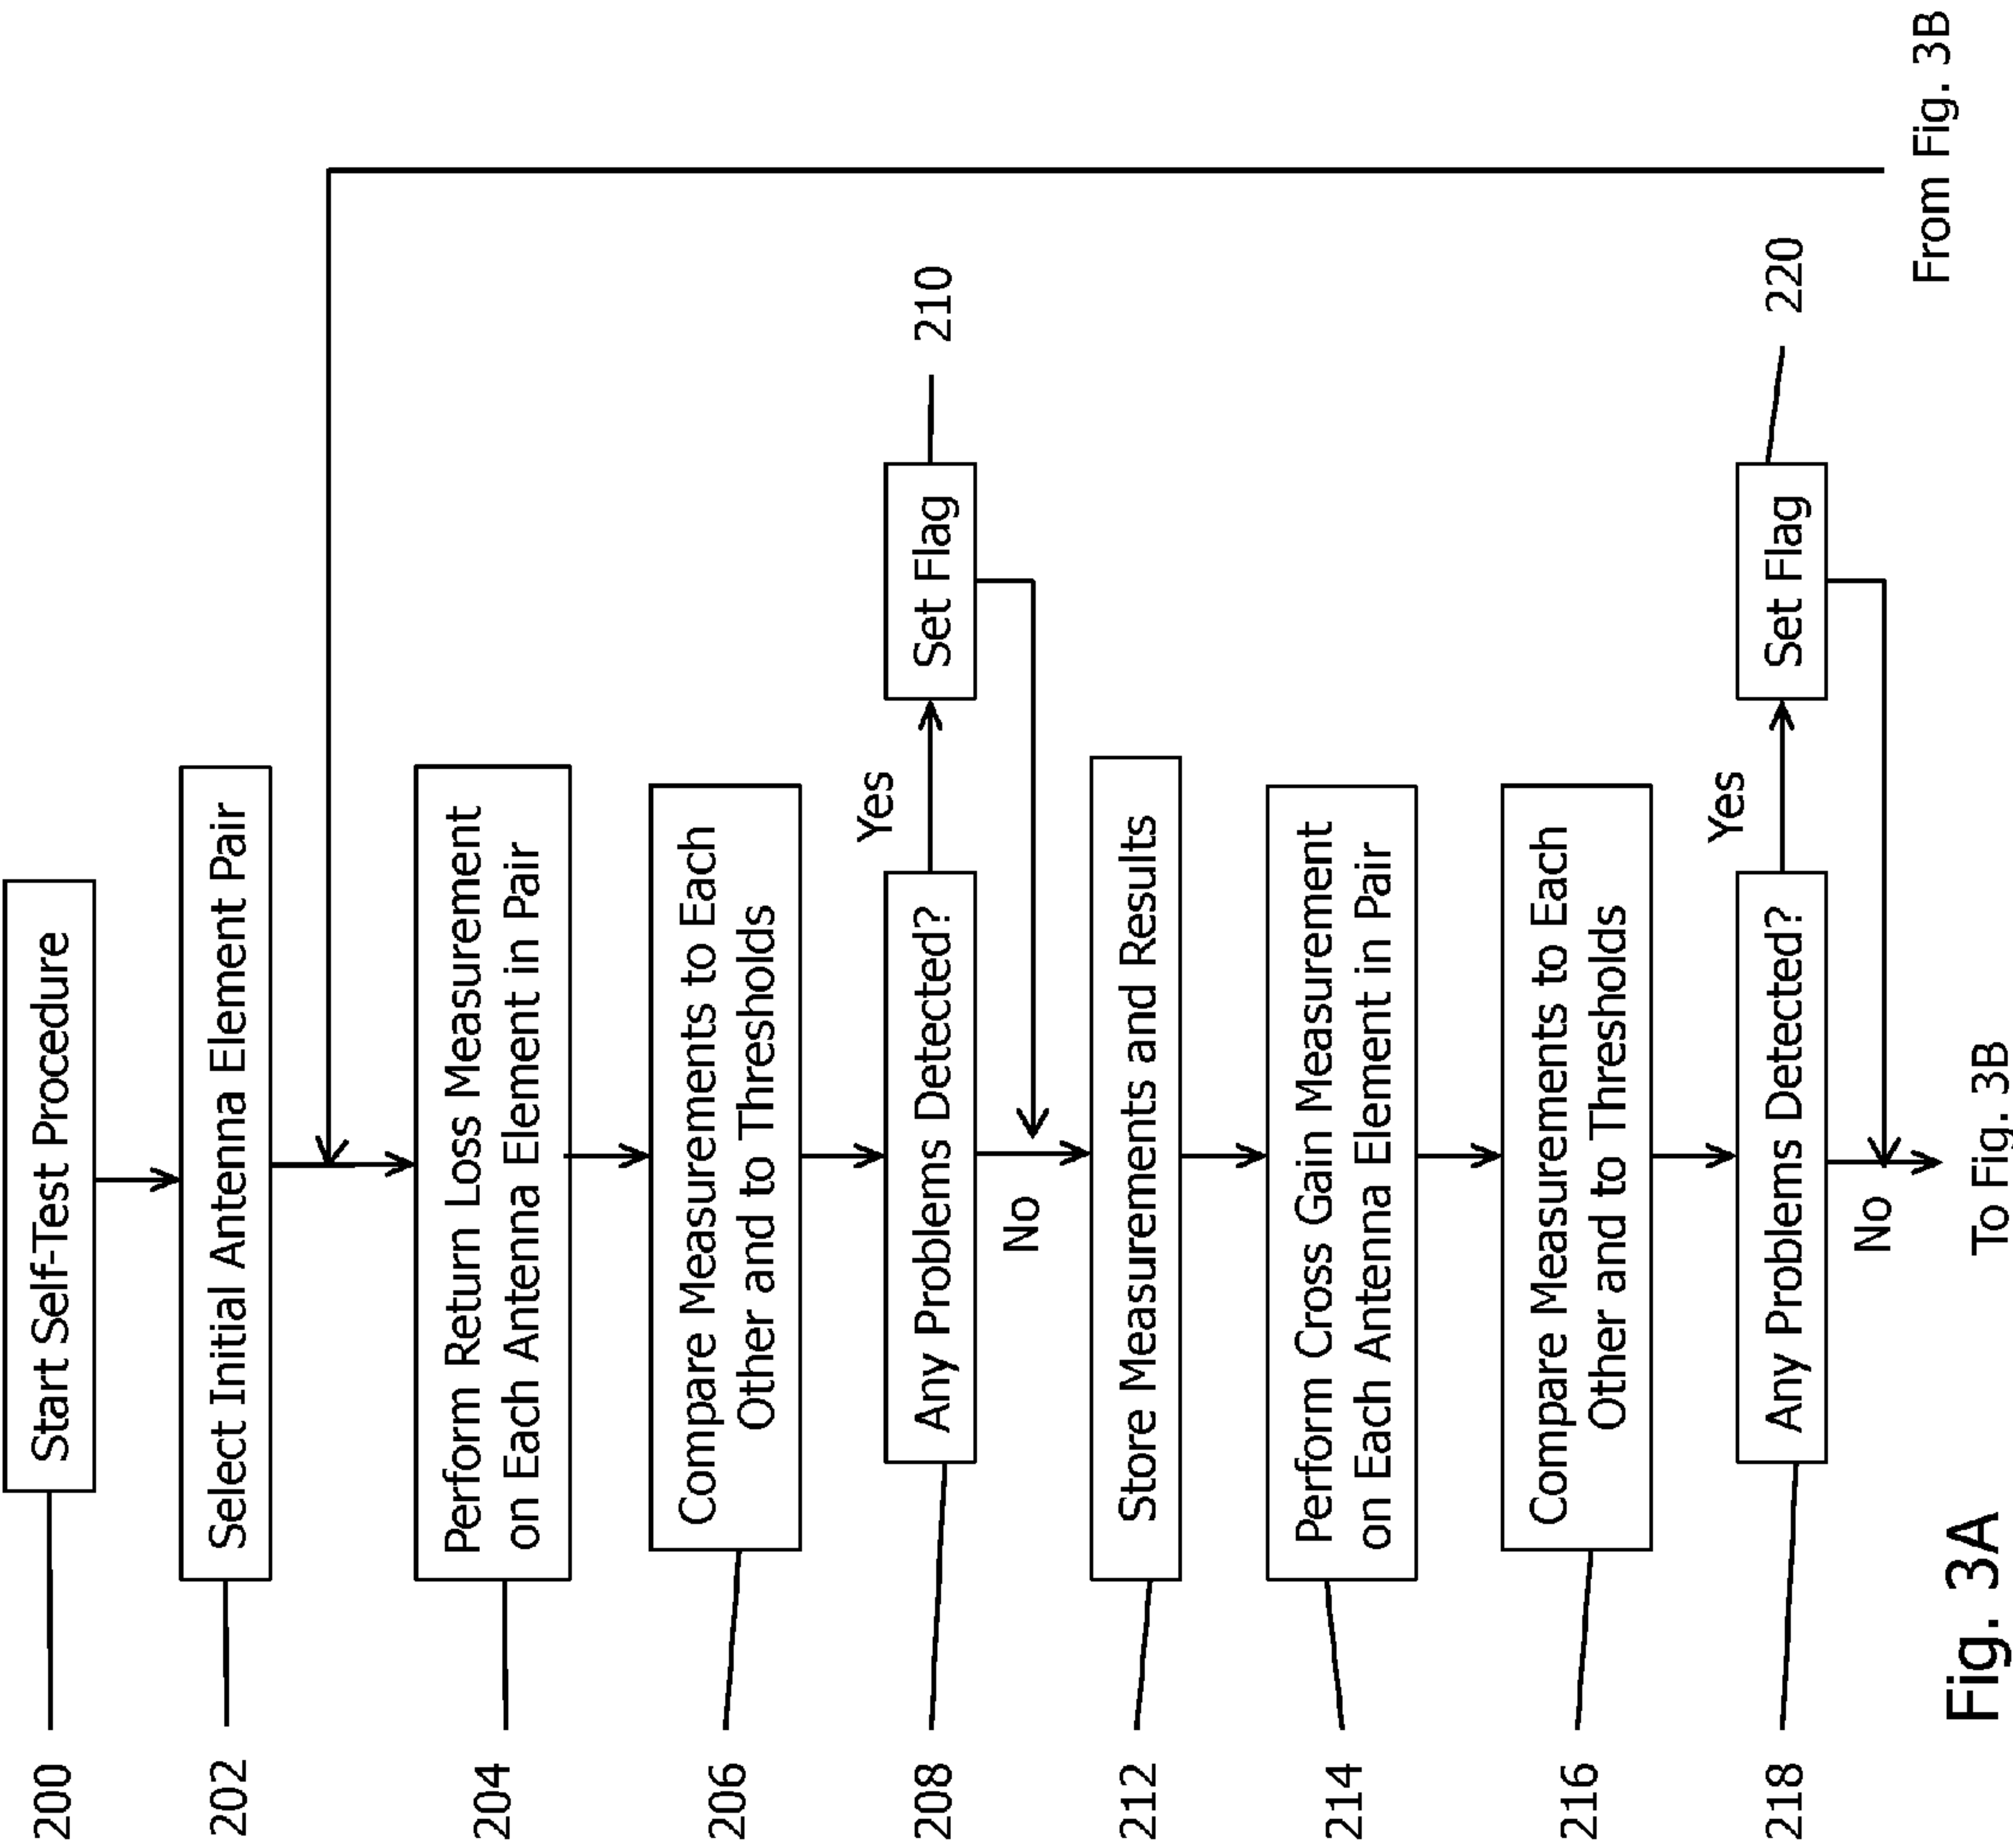 200
Start Self-Test Procedure
202
Select Initial Antenna Element Pair
204
Perform Return Loss Measurement
on Each Antenna Element in Pair
206
Compare Measurements to Each
Other and to Thresholds
208
Any Problems Detected?
Yes
Set Flag
210
No
212
Store Measurements and Results
214
Perform Cross Gain Measurement
on Each Antenna Element in Pair
216
Compare Measurements to Each
Other and to Thresholds
218
Any Problems Detected?
Yes
Set Flag
220
No
From Fig. 3B
To Fig. 3B
Fig. 3A